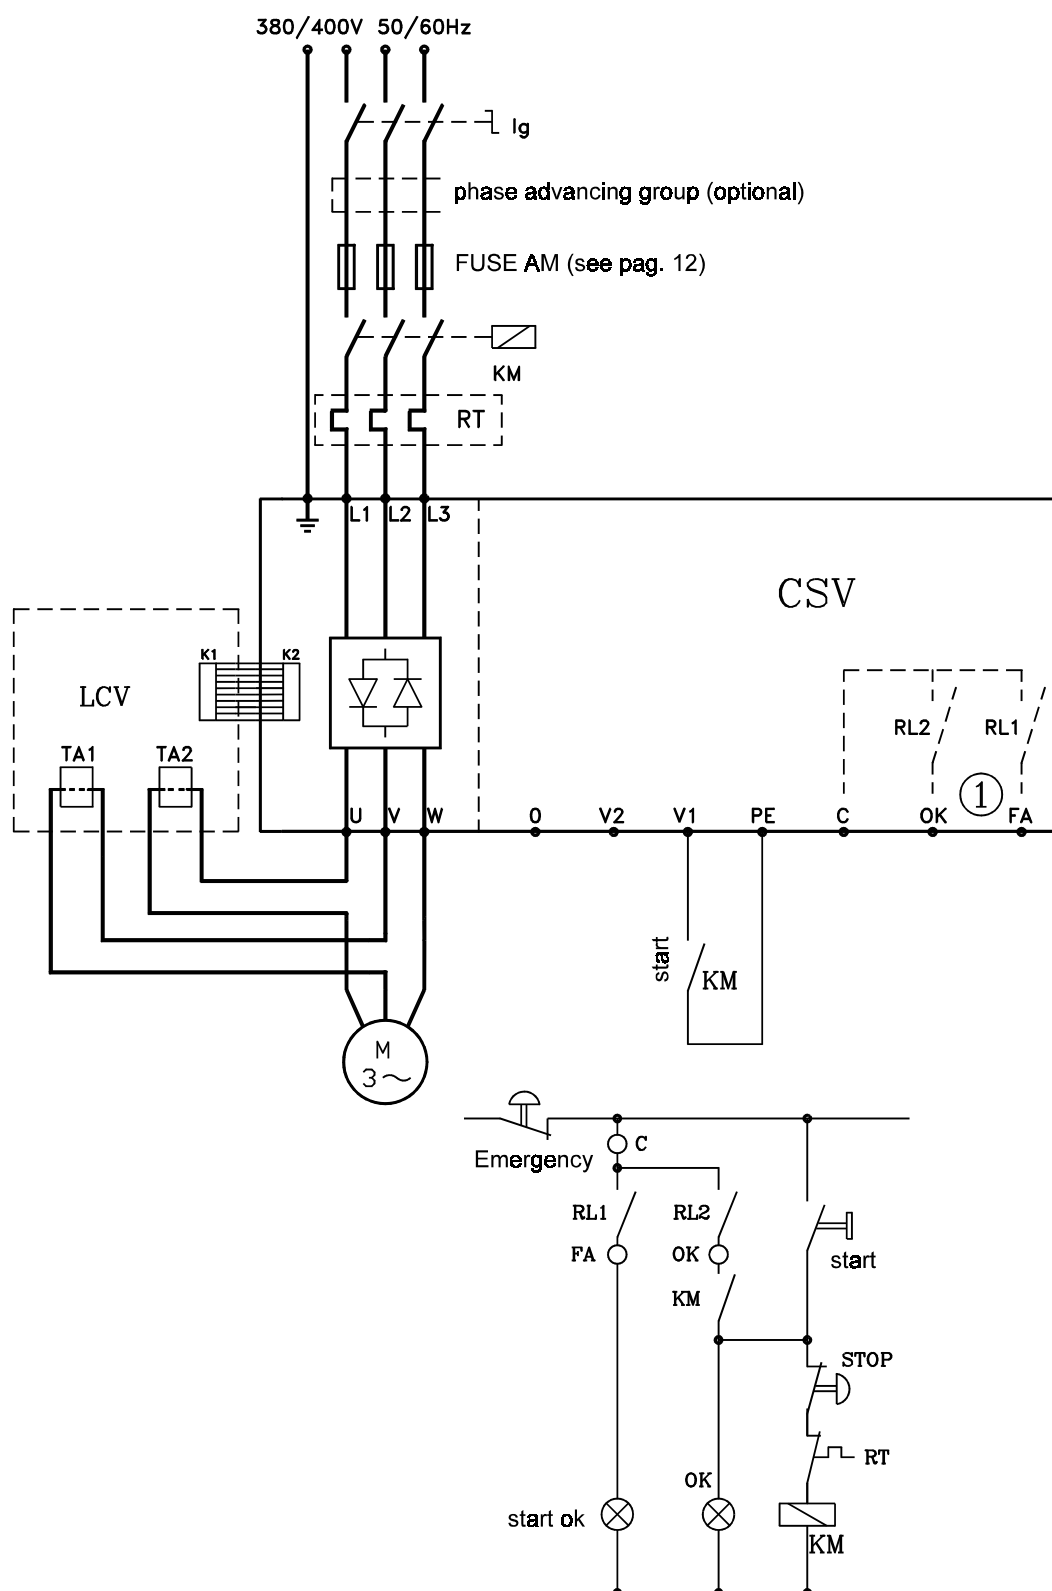 380/400V 50/60Hz
Ig
phase advancing group (optional)
FUSE AM (see pag. 12)
KM
RT
L1 L2 L3
CSV
K1 K2
LCV
RL2 RL1
TA1 TA2
1
U V W 0 V2 V1 PE C OK FA
start
KM
M
3~
C
Emergency
RL1 RL2
FA OK
start
KM
STOP
RT
OK
start ok
KM